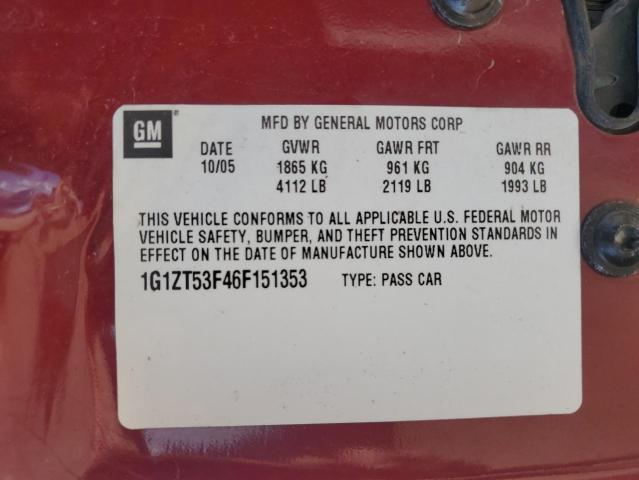 GM
MFD BY GENERAL MOTORS CORP
DATE GVWR GAWR FRT GAWR RR
10/05 1865 KG 961 KG 904 KG
4112 LB 2119 LB 1993 LB
THIS VEHICLE CONFORMS TO ALL APPLICABLE U.S. FEDERAL MOTOR
VEHICLE SAFETY, BUMPER, AND THEFT PREVENTION STANDARDS IN
EFFECT ON THE DATE OF MANUFACTURE SHOWN ABOVE.
1G1ZT53F46F151353 TYPE: PASS CAR